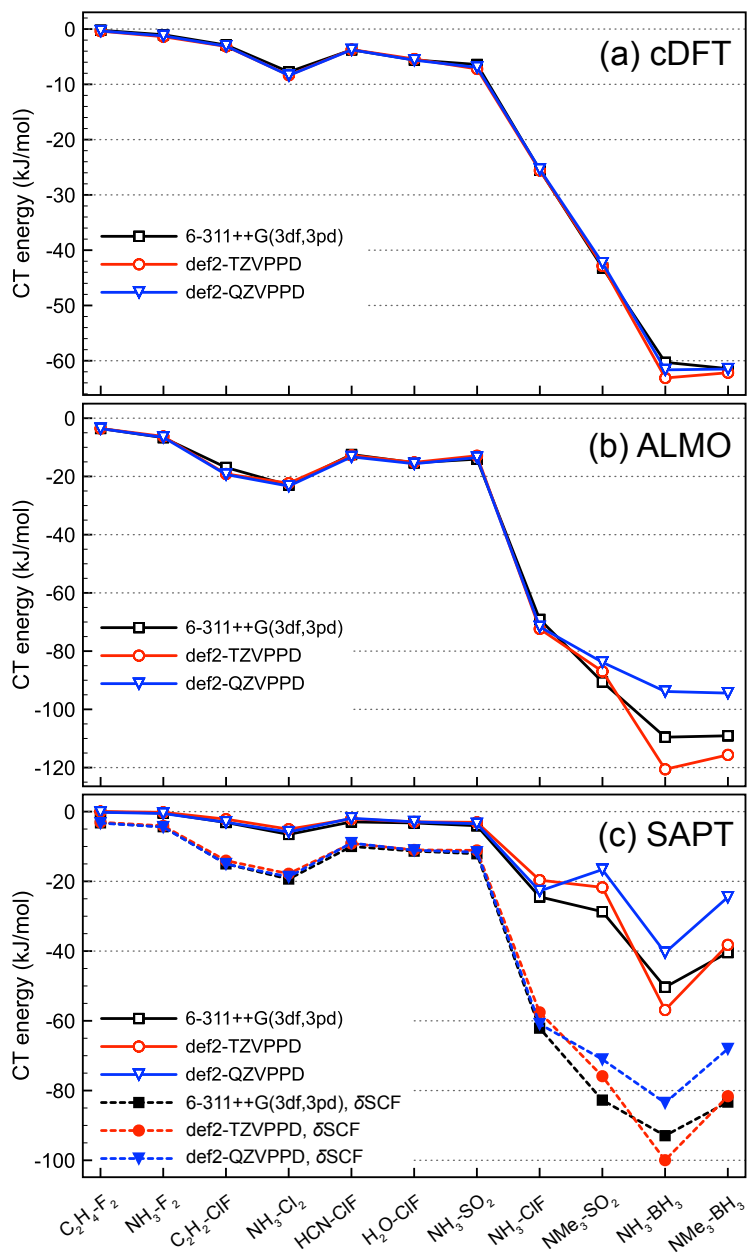 (a) cDFT
CT energy (kJ/mol)
0
-10
-20
-30
-40
-50
-60
6-311++G(3df,3pd)
def2-TZVPPD
def2-QZVPPD
(b) ALMO
CT energy (kJ/mol)
0
-20
-40
-60
-80
-100
-120
6-311++G(3df,3pd)
def2-TZVPPD
def2-QZVPPD
(c) SAPT
CT energy (kJ/mol)
0
-20
-40
-60
-80
-100
6-311++G(3df,3pd)
def2-TZVPPD
def2-QZVPPD
6-311++G(3df,3pd), δSCF
def2-TZVPPD, δSCF
def2-QZVPPD, δSCF
C₂H₄-F₂
NH₃-F₂
C₂H₂-ClF
NH₃-Cl₂
HCN-ClF
H₂O-ClF
NH₃-SO₂
NH₃-ClF
NMe₃-SO₂
NH₃-BH₃
NMe₃-BH₃